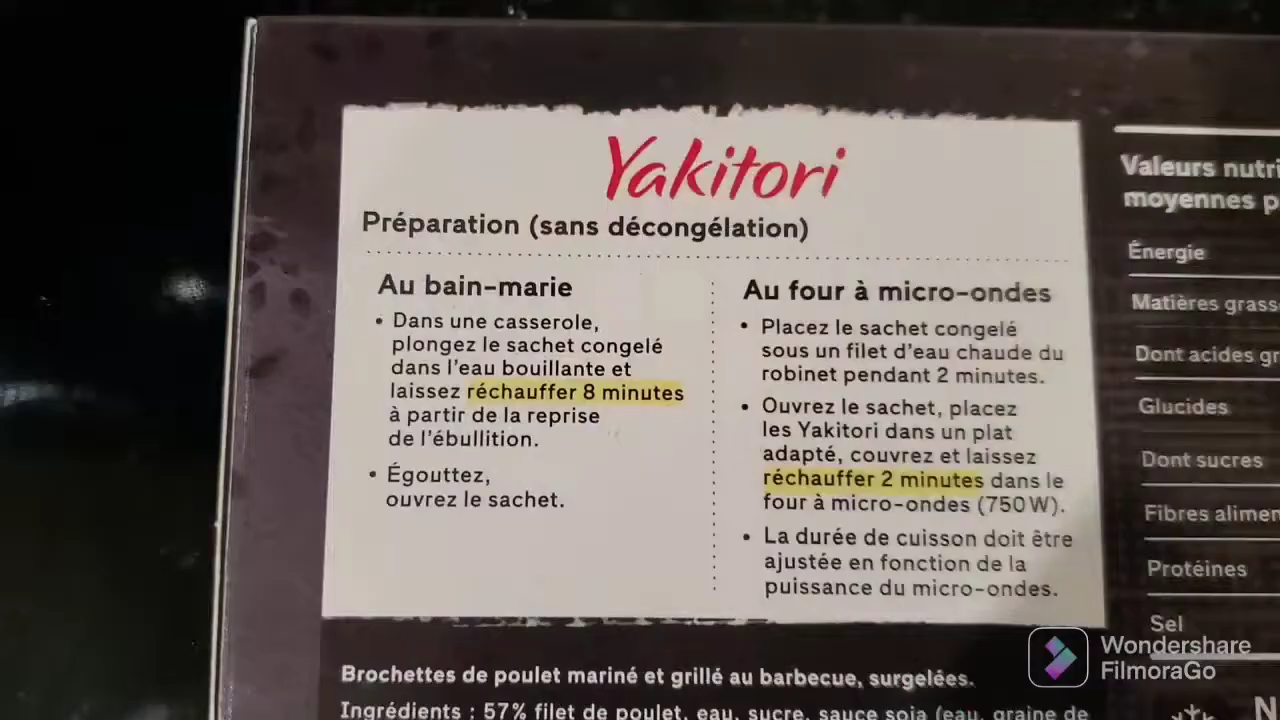 Yakitori
Préparation (sans décongélation)
Au bain-marie
• Dans une casserole,
plongez le sachet congelé
dans l'eau bouillante et
laissez réchauffer 8 minutes
à partir de la reprise
de l'ébullition.
• Égouttez,
ouvrez le sachet.
Au four à micro-ondes
• Placez le sachet congelé
sous un filet d'eau chaude du
robinet pendant 2 minutes.
• Ouvrez le sachet, placez
les Yakitori dans un plat
adapté, couvrez et laissez
réchauffer 2 minutes dans le
four à micro-ondes (750 W).
• La durée de cuisson doit être
ajustée en fonction de la
puissance du micro-ondes.
Valeurs
moyennes
Énergie
Matières
Dont acides
Glucides
Dont sucres
Fibres
Protéines
Sel
Brochettes de poulet mariné et grillé au barbecue, surgelées.
Ingrédients : 57% filet de poulet, eau, sucre, sauce soja (eau, graine de
Wondershare
FilmoraGo